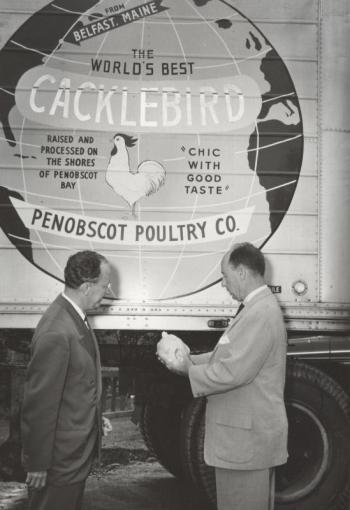 FROM
BELFAST, MAINE
THE
WORLD'S BEST
CACKLEBIRD
RAISED AND
PROCESSED ON
THE SHORES
OF PENOBSCOT
BAY
"CHIC
WITH
GOOD
TASTE"
PENOBSCOT POULTRY CO.